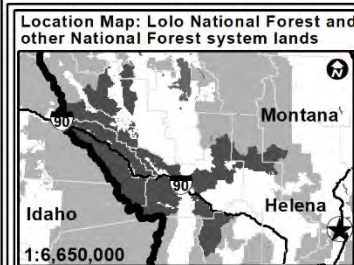 Location Map: Lolo National Forest and
other National Forest system lands
N
Montana
90
90
Idaho
Helena
1:6,650,000